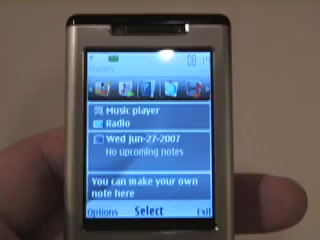 Music player
Radio
Wed Jun-27-2007
No upcoming notes
You can make your own
note here
Options Select Exit